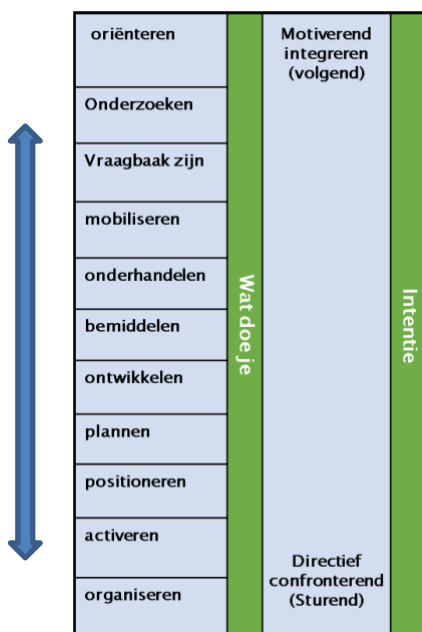 oriënteren
Onderzoeken
Vraagbaak zijn
mobiliseren
onderhandelen
bemiddelen
ontwikkelen
plannen
positioneren
activeren
organiseren
Wat doe je
Motiverend
integreren
(volgend)
Directief
confronterend
(Sturend)
Intentie